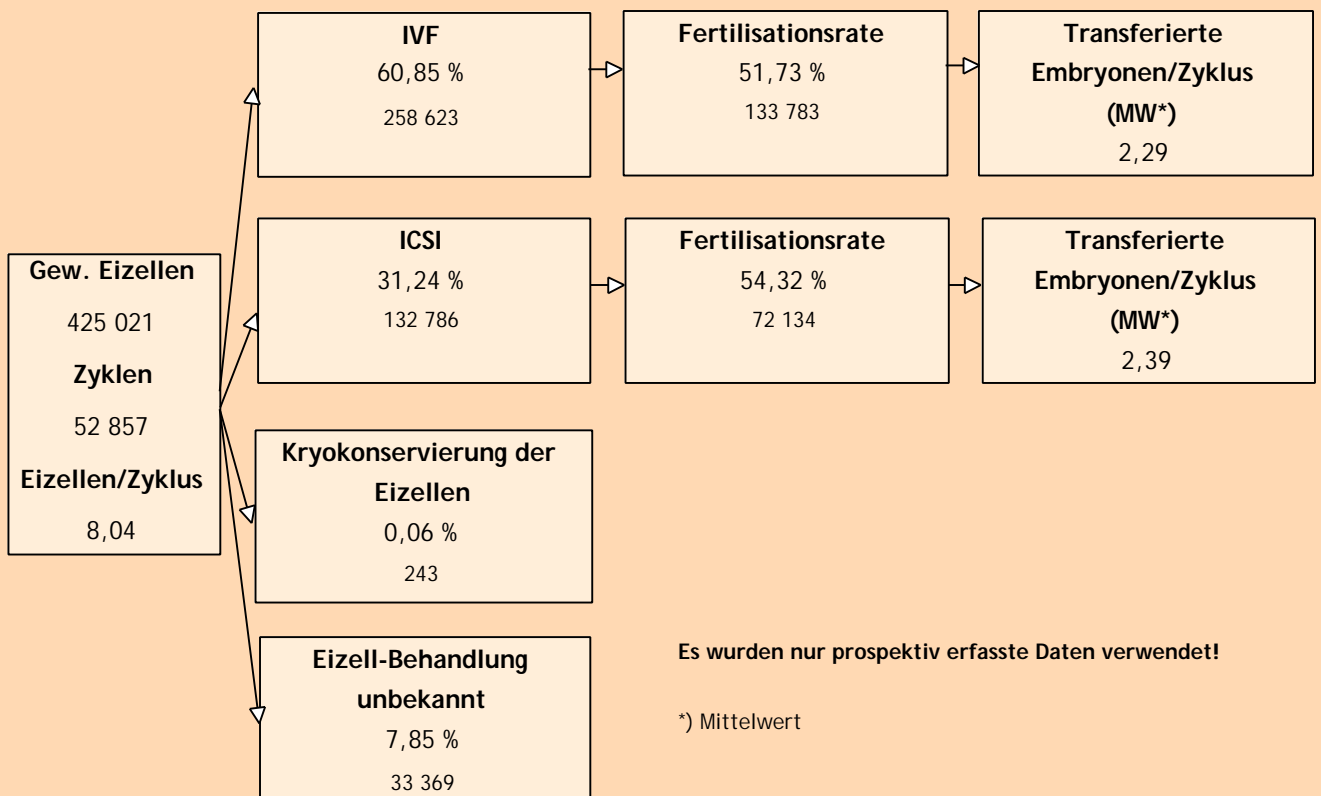 Gew. Eizellen
425 021
Zyklen
52 857
Eizellen/Zyklus
8,04
IVF
60,85 %
258 623
Fertilisationsrate
51,73 %
133 783
Transferierte
Embryonen/Zyklus
(MW*)
2,29
ICSI
31,24 %
132 786
Fertilisationsrate
54,32 %
72 134
Transferierte
Embryonen/Zyklus
(MW*)
2,39
Kryokonservierung der
Eizellen
0,06 %
243
Eizell-Behandlung
unbekannt
7,85 %
33 369
Es wurden nur prospektiv erfasste Daten verwendet!
*) Mittelwert